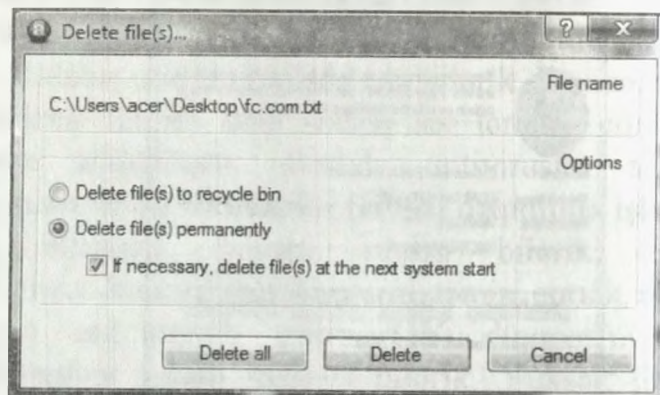 Delete file(s)...
File name
C:\Users\acer\Desktop\fc.com.txt
Options
Delete file(s) to recycle bin
Delete file(s) permanently
If necessary, delete file(s) at the next system start
Delete all Delete Cancel